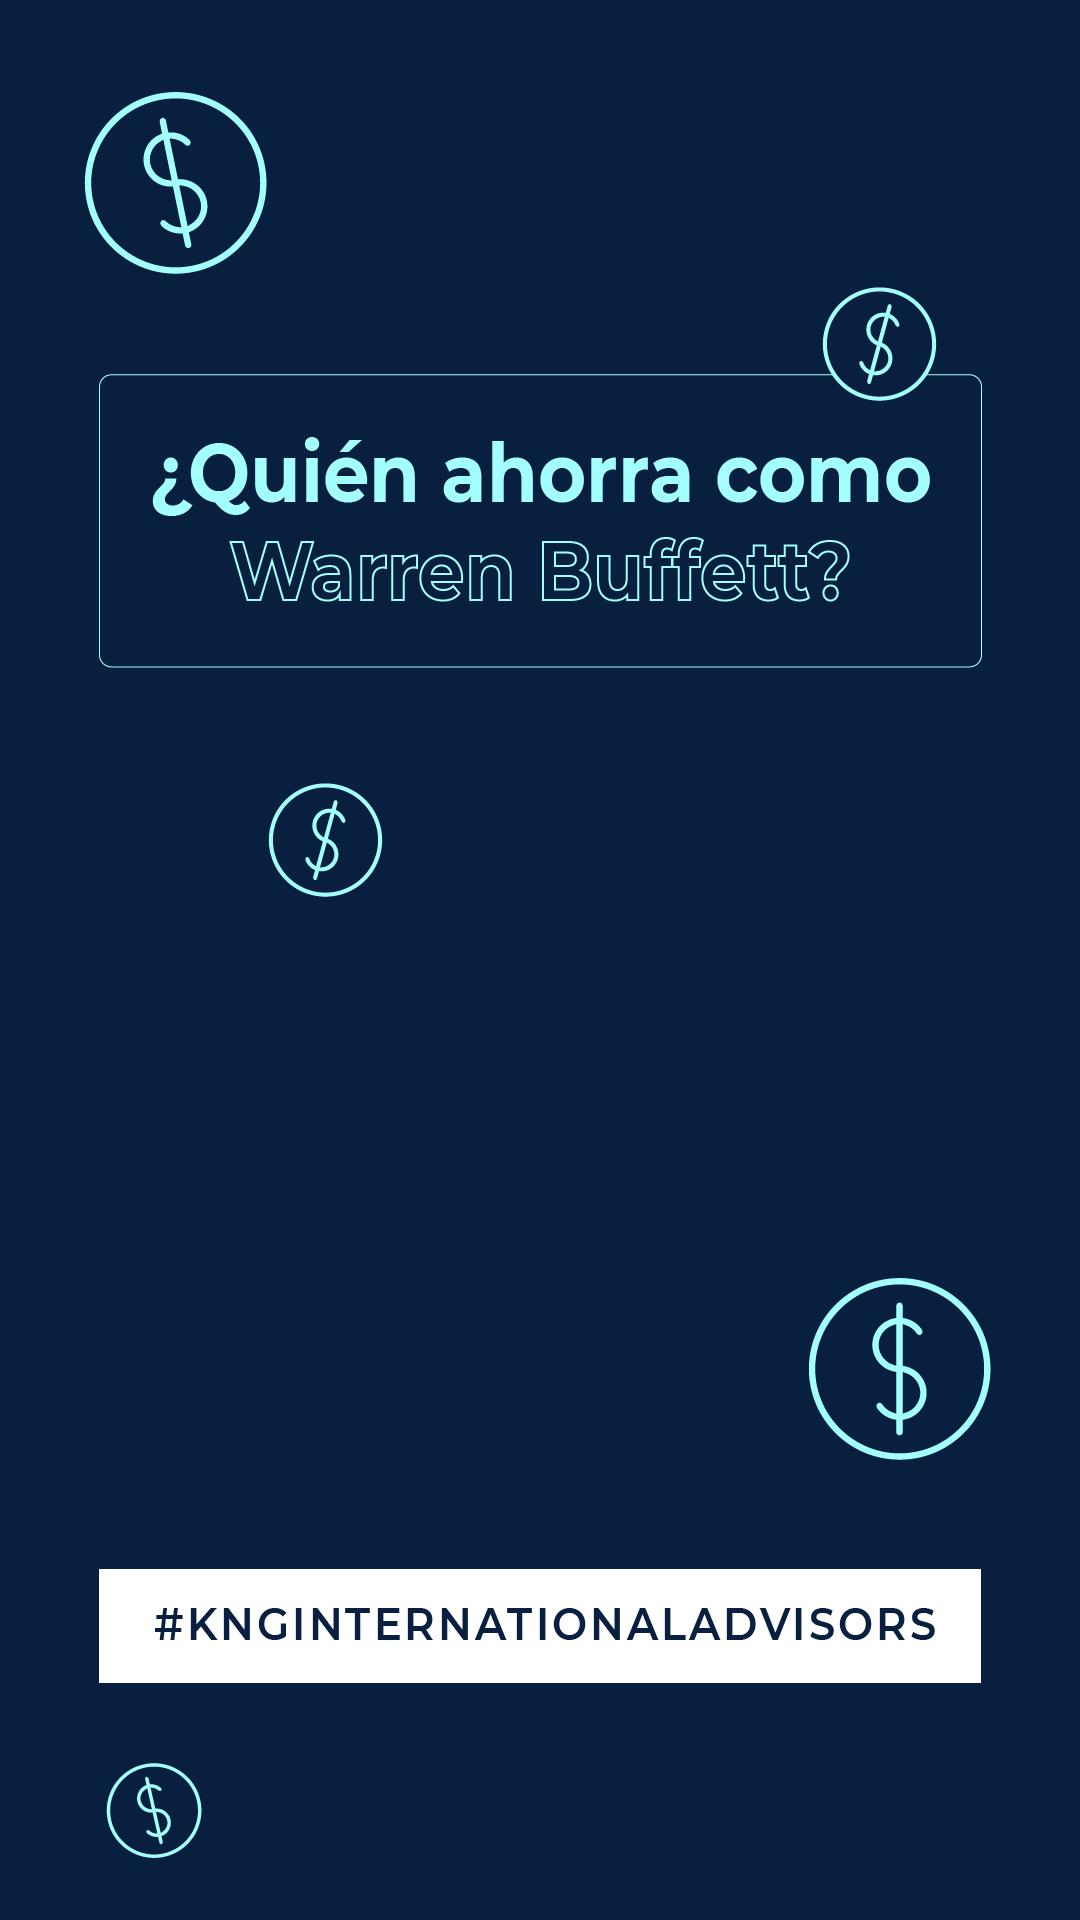 ¿Quién ahorra como
Warren Buffett?
#KNGINTERNATIONALADVISORS